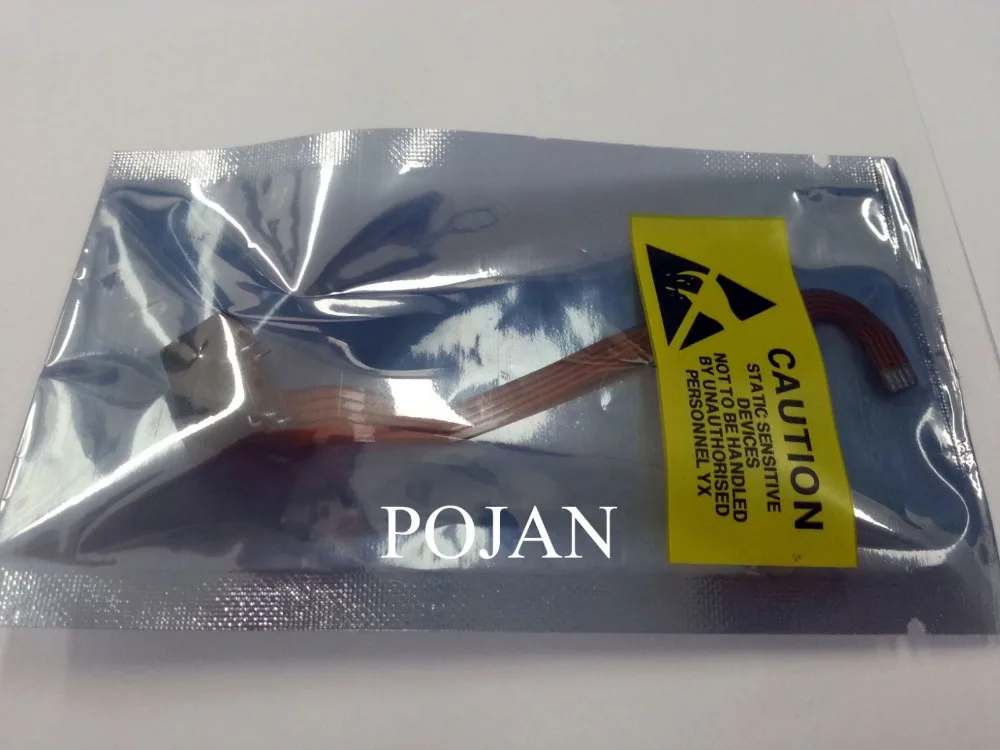 CAUTION
STATIC SENSITIVE
DEVICES
NOT TO BE HANDLED
BY UNAUTHORISED
PERSONNEL YX
POJAN